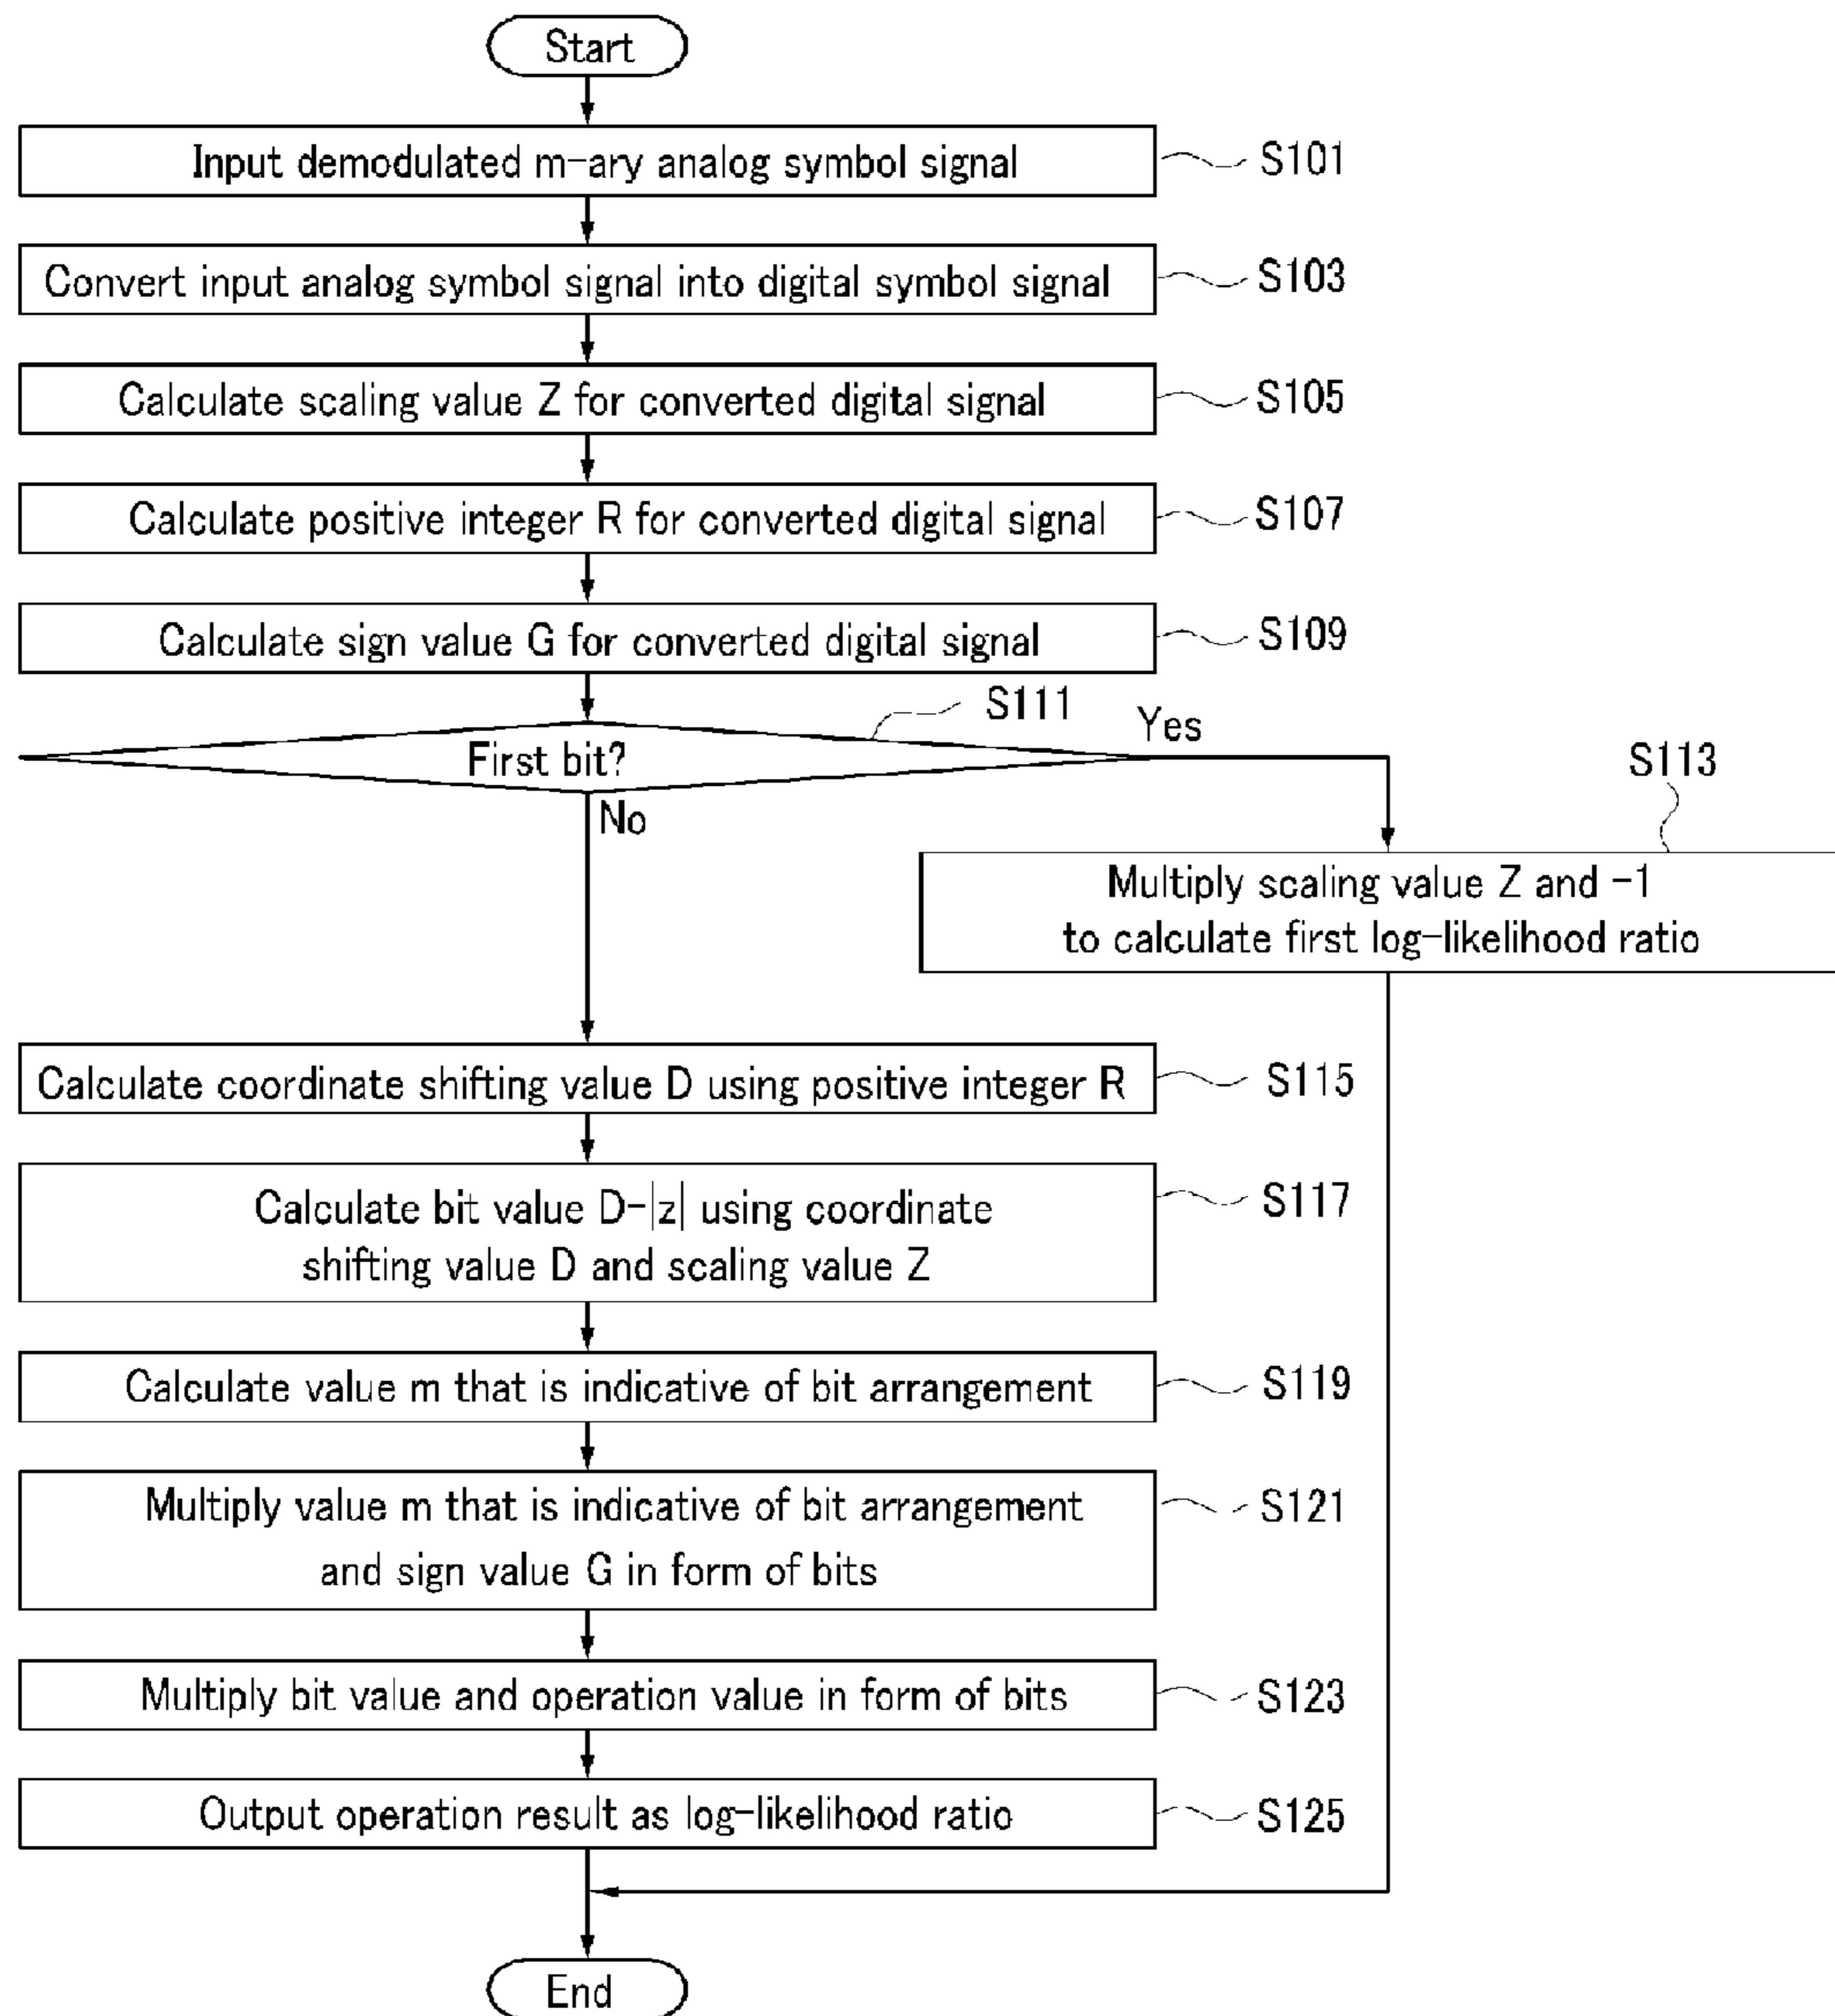 Start
Input demodulated m-ary analog symbol signal
S101
Convert input analog symbol signal into digital symbol signal
S103
Calculate scaling value Z for converted digital signal
S105
Calculate positive integer R for converted digital signal
S107
Calculate sign value G for converted digital signal
S109
S111
First bit?
Yes
No
S113
Multiply scaling value Z and -1
to calculate first log-likelihood ratio
Calculate coordinate shifting value D using positive integer R
S115
Calculate bit value D-|z| using coordinate
shifting value D and scaling value Z
S117
Calculate value m that is indicative of bit arrangement
S119
Multiply value m that is indicative of bit arrangement
and sign value G in form of bits
S121
Multiply bit value and operation value in form of bits
S123
Output operation result as log-likelihood ratio
S125
End